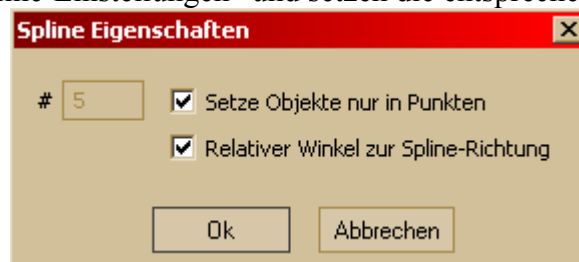 Spline Eigenschaften
# 5
Setze Objekte nur in Punkten
Relativer Winkel zur Spline-Richtung
Ok Abbrechen